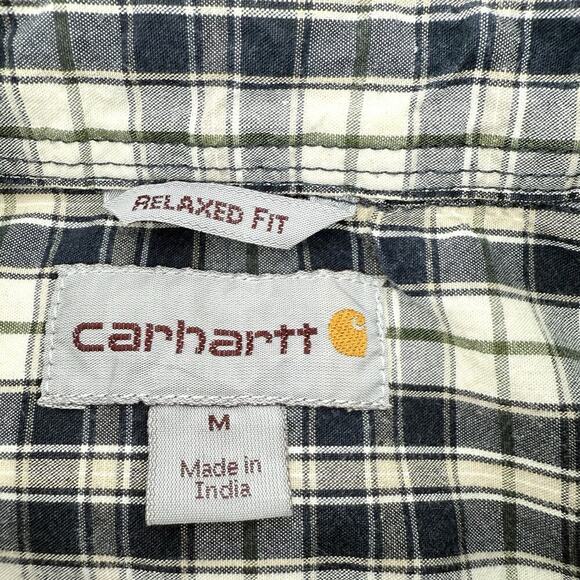 RELAXED FIT
carhartt
M
Made in
India